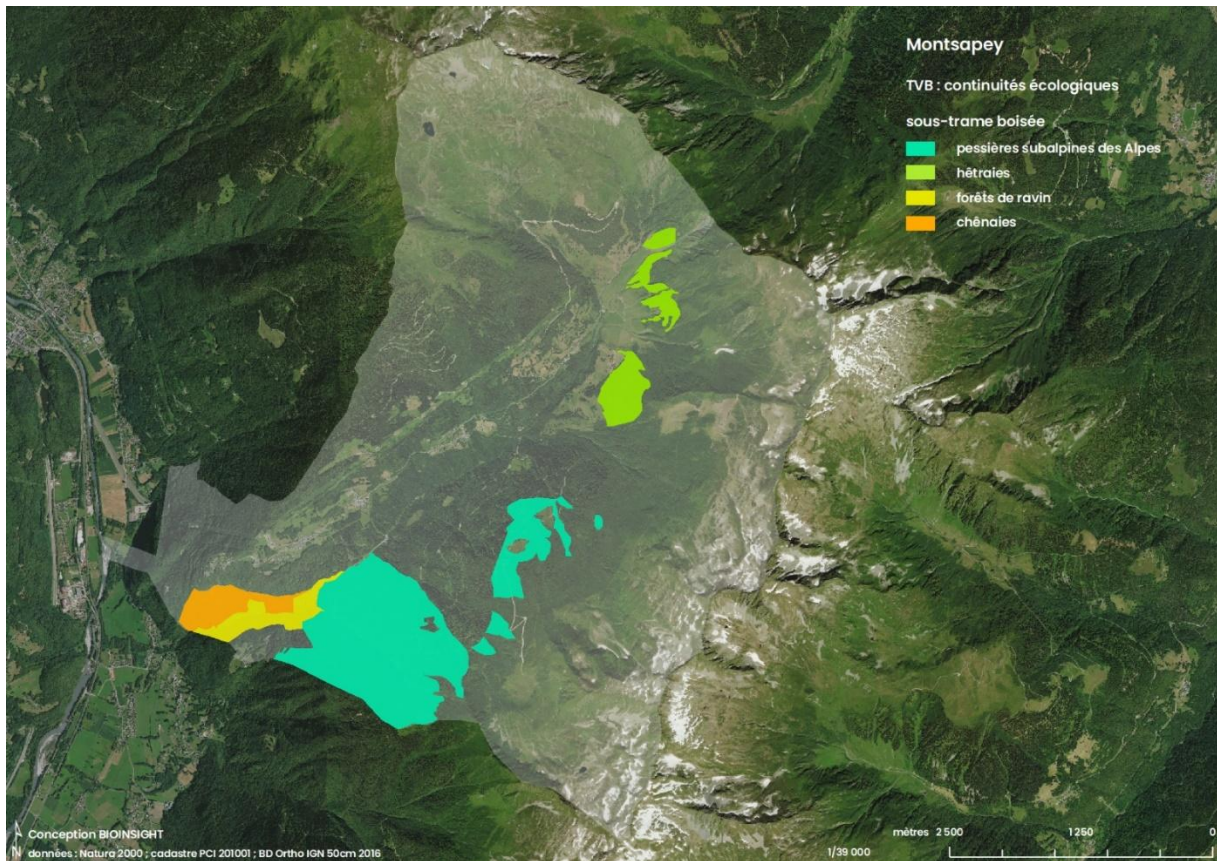 Montsapey
TVB : continuités écologiques
sous-trame boisée
pessières subalpines des Alpes
hêtraies
forêts de ravin
chênaies
Conception BIOINSIGHT
N données : Natura 2000 ; cadastre PCI 201001 ; BD Ortho IGN 50cm 2016
1/39 000
mètres 2 500 1250 0